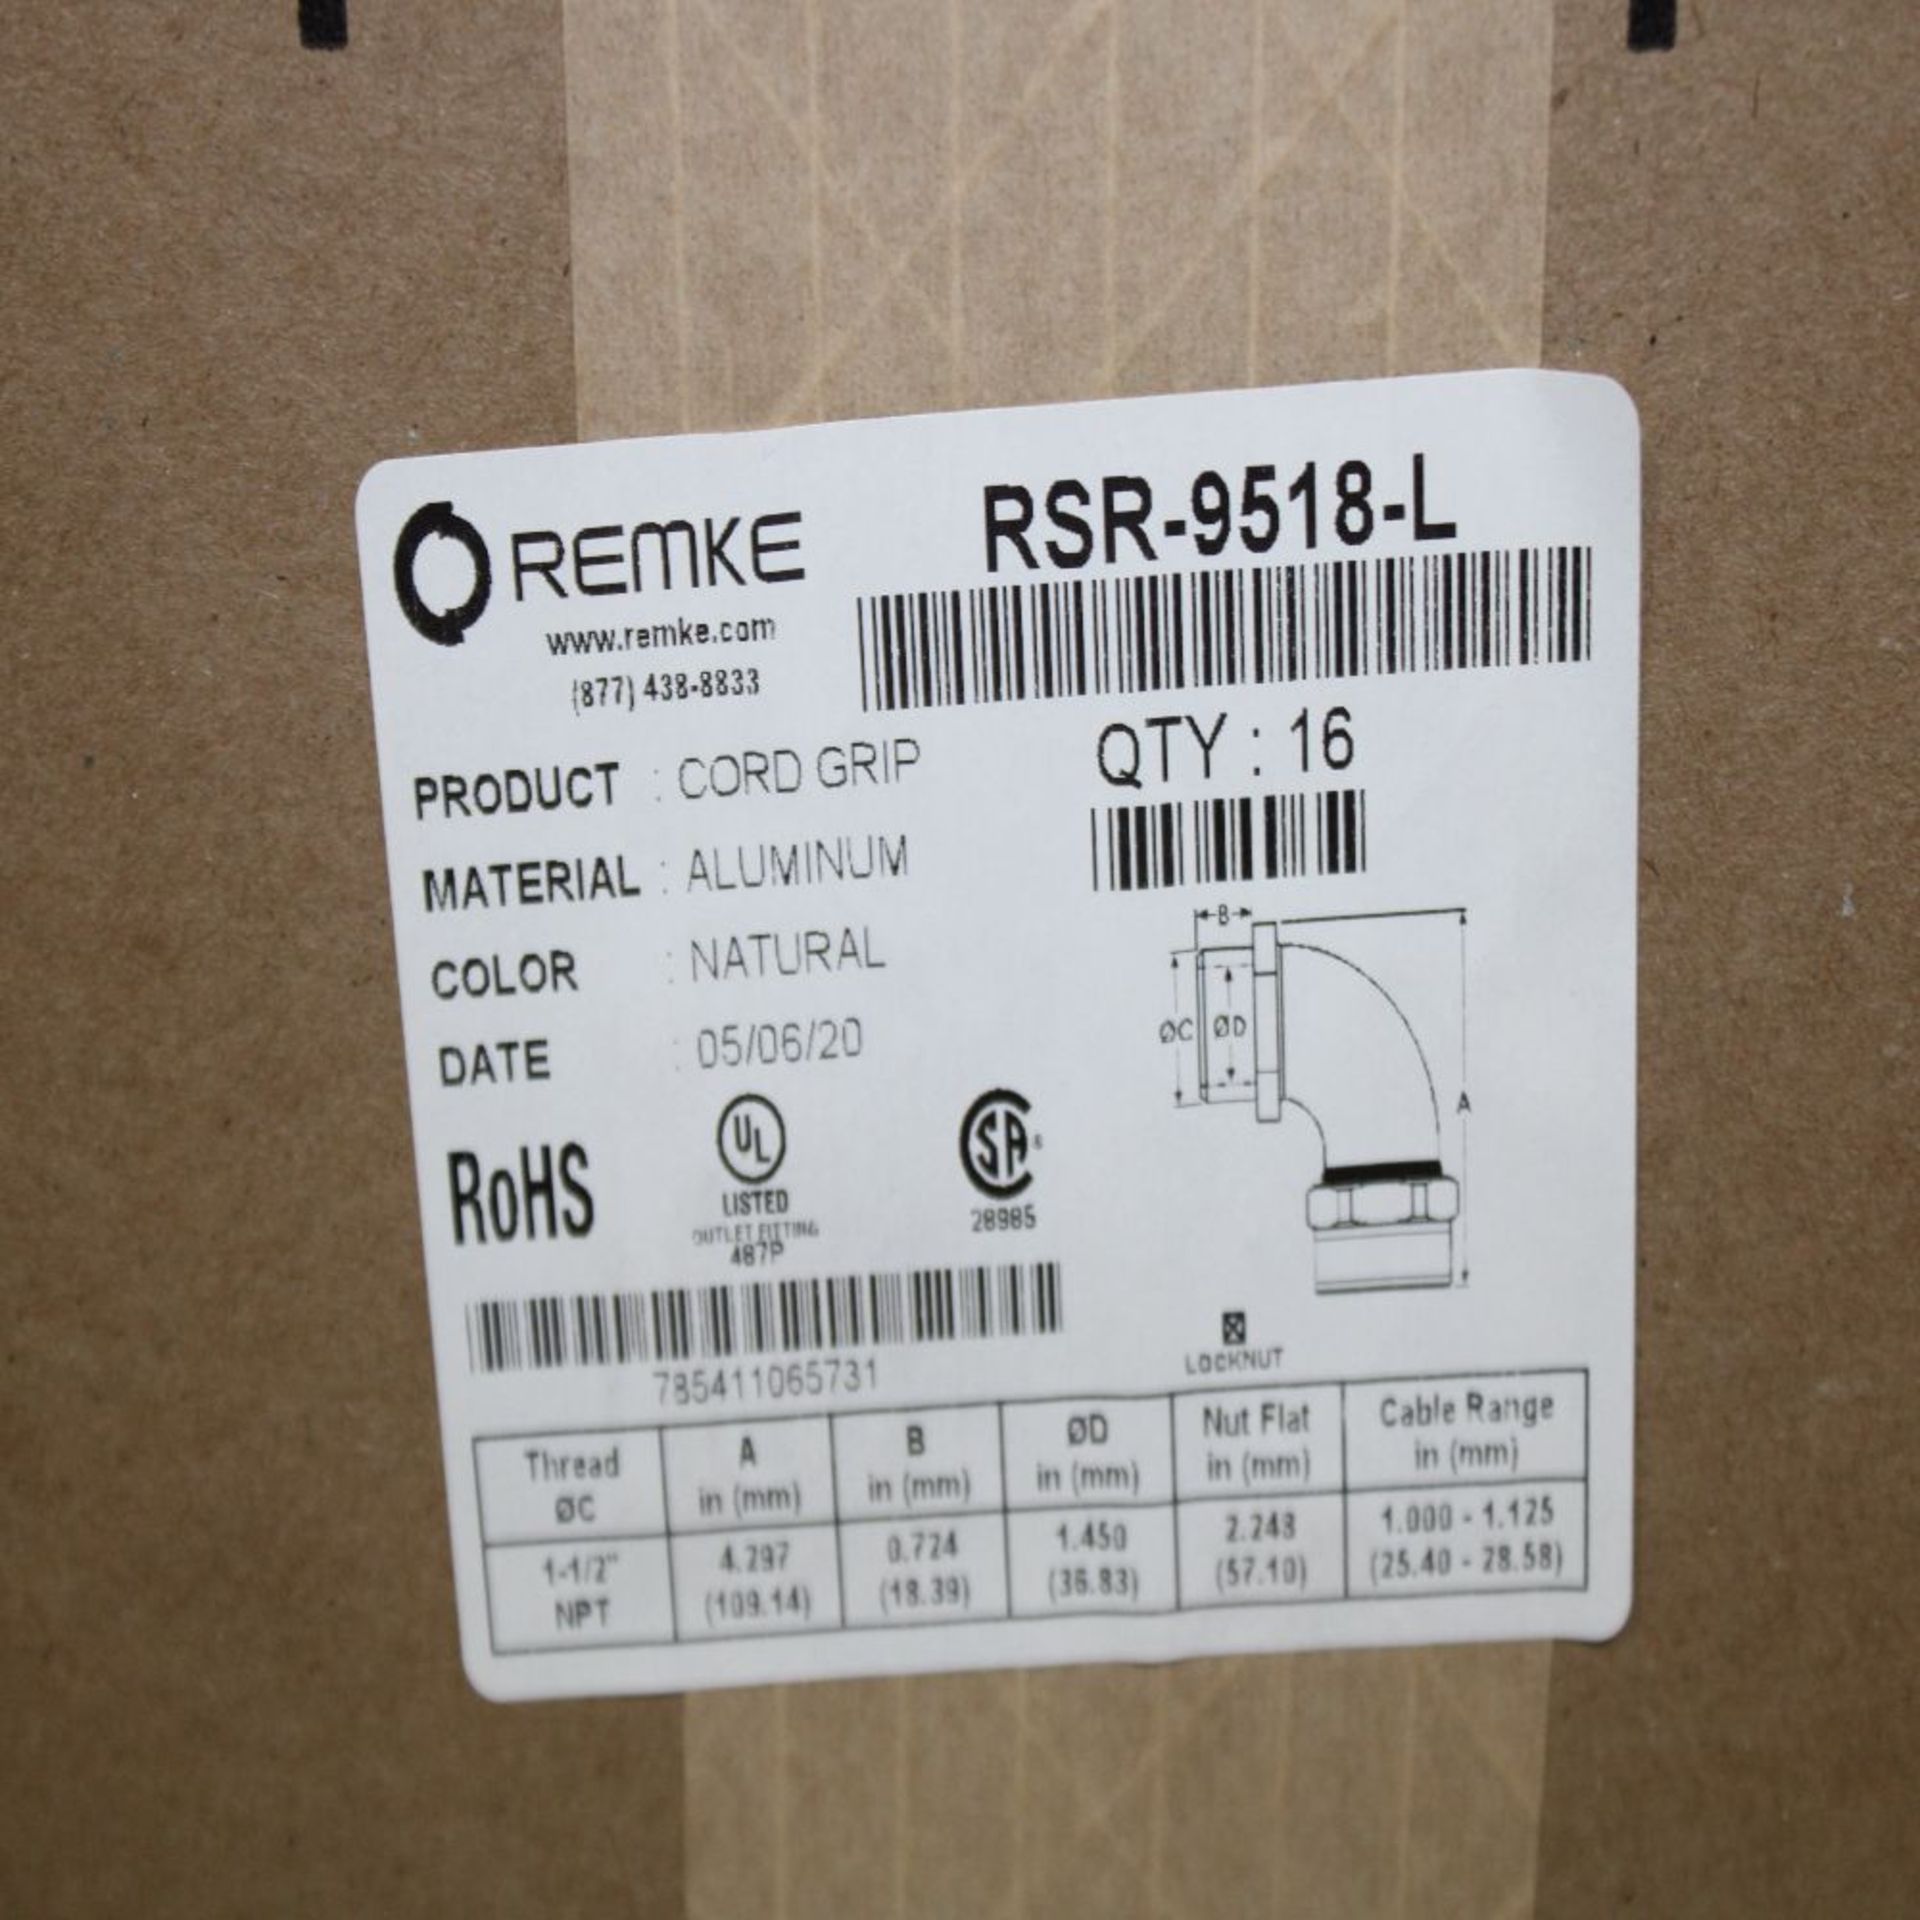 REMKE
www.remke.com
(877) 438-8833
RSR-9518-L
QTY : 16
PRODUCT : CORD GRIP
MATERIAL : ALUMINUM
COLOR : NATURAL
DATE : 05/06/20
RoHS
UL
LISTED
OUTLET FITTING
487P
SA ®
28985
B
ØC ØD
A
785411065731
LOCKNUT
Thread ØC | A in (mm) | B in (mm) | ØD in (mm) | Nut Flat in (mm) | Cable Range in (mm)
1-1/2" NPT | 4.297 (109.14) | 0.724 (18.39) | 1.450 (36.83) | 2.248 (57.10) | 1.000 - 1.125 (25.40 - 28.58)